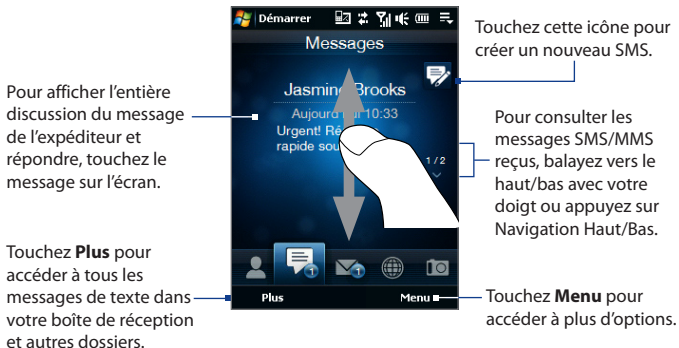 Démarrer
Messages
Jasmine Brooks
10:33
Urgent!
rapide
1 / 2
1
1
Plus
Menu
Pour afficher l'entière
discussion du message
de l'expéditeur et
répondre, touchez le
message sur l'écran.
Touchez Plus pour
accéder à tous les
messages de texte dans
votre boîte de réception
et autres dossiers.
Touchez cette icône pour
créer un nouveau SMS.
Pour consulter les
messages SMS/MMS
reçus, balayez vers le
haut/bas avec votre
doigt ou appuyez sur
Navigation Haut/Bas.
Touchez Menu pour
accéder à plus d'options.